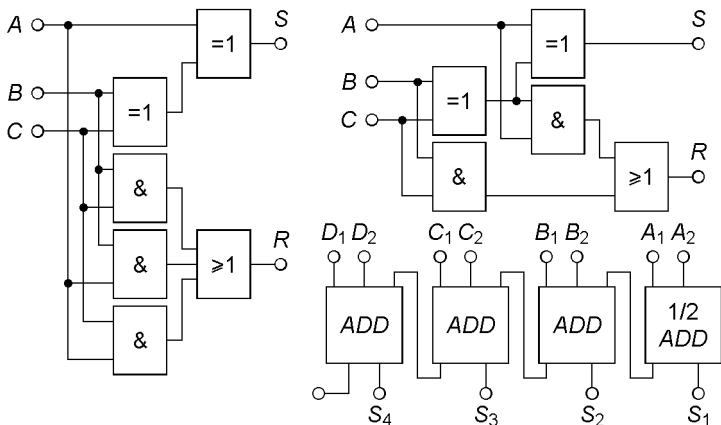 A
=1
S
B
=1
C
&
&
R
≥1
&
A
=1
S
B
=1
C
&
&
≥1
R
D1 D2 C1 C2 B1 B2 A1 A2
ADD ADD ADD 1/2 ADD
S4 S3 S2 S1